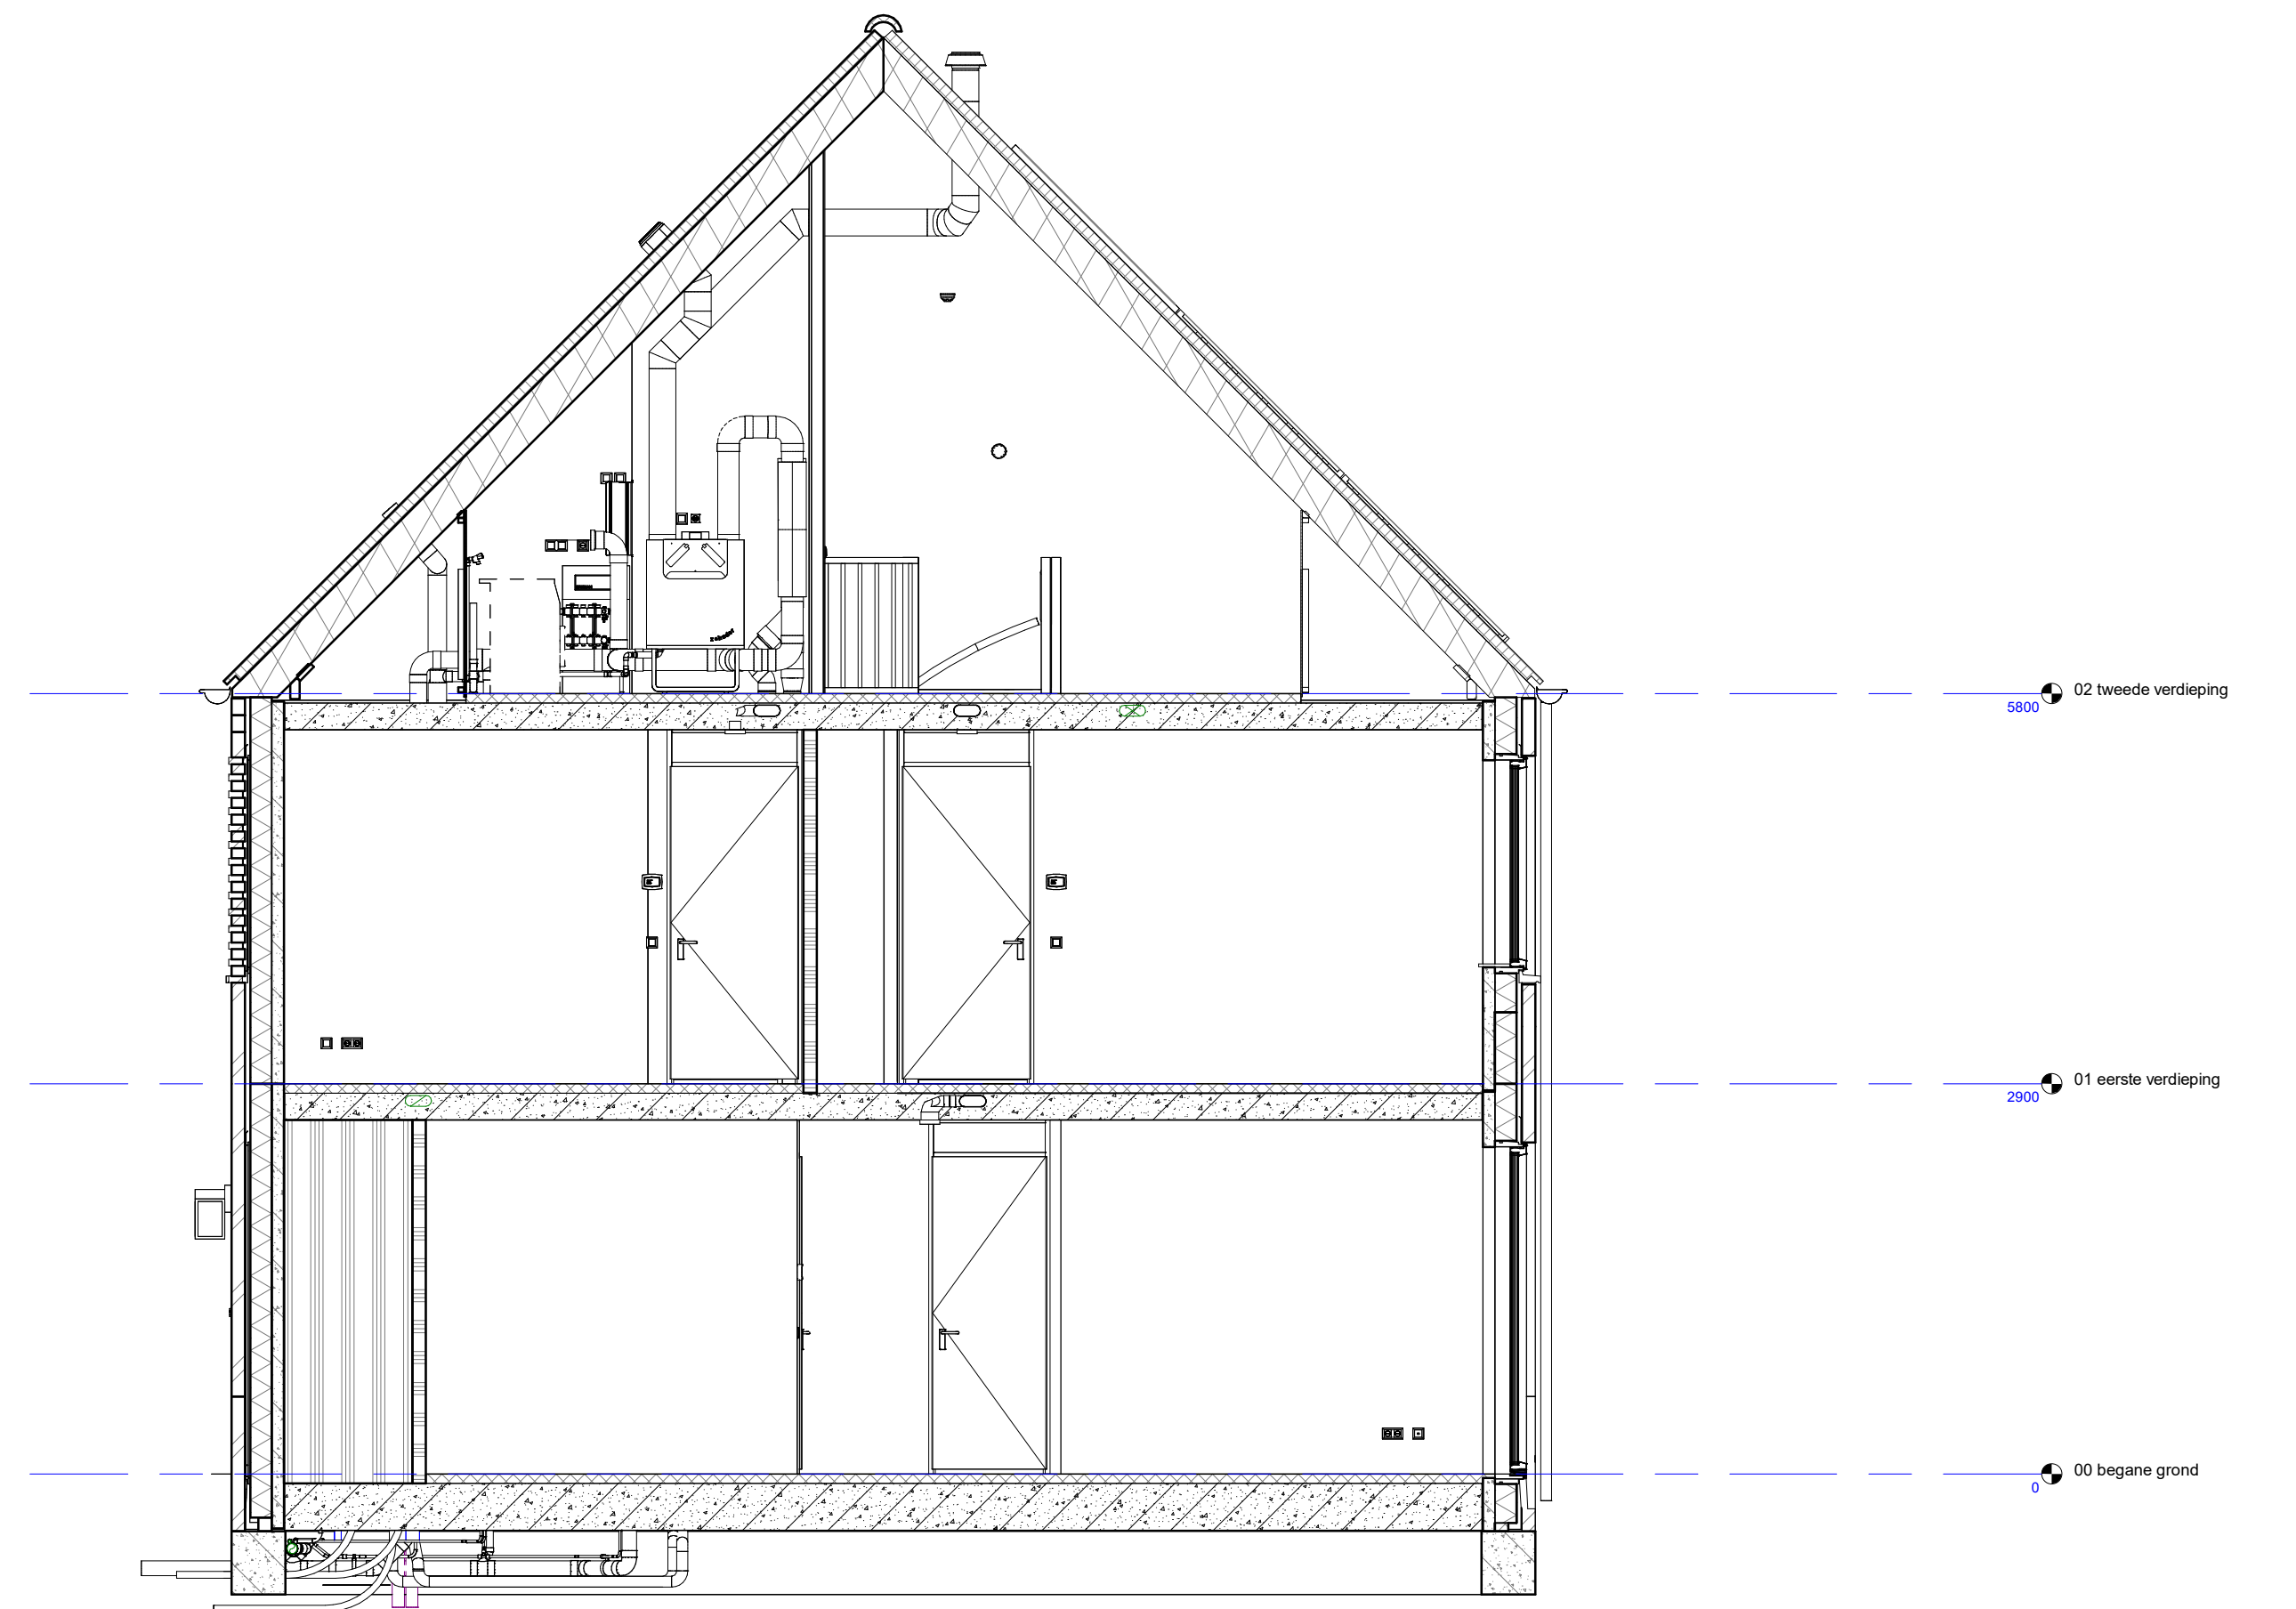 02 tweede verdieping
5800
01 eerste verdieping
2900
00 begane grond
0